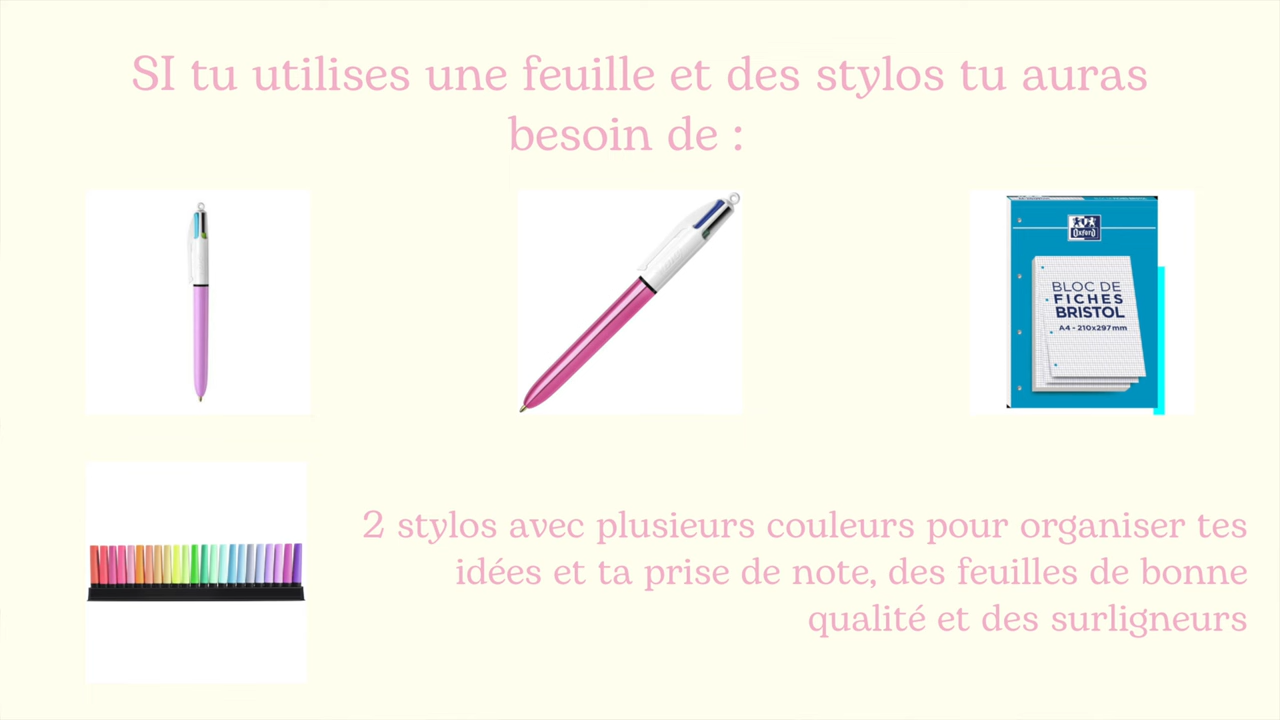 SI tu utilises une feuille et des stylos tu auras
besoin de :
Oxford
BLOC DE
FICHES
BRISTOL
A4 - 210x297mm
2 stylos avec plusieurs couleurs pour organiser tes
idées et ta prise de note, des feuilles de bonne
qualité et des surligneurs